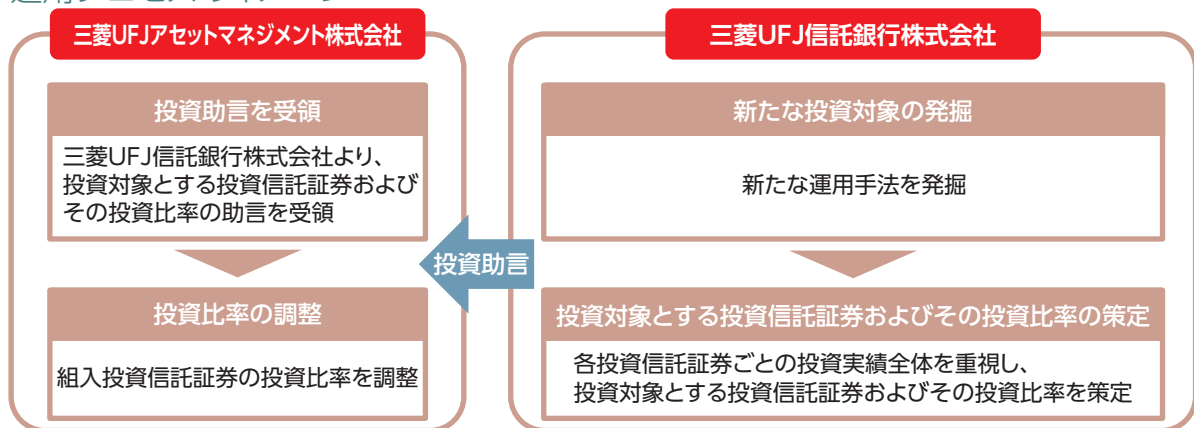 三菱UFJアセットマネジメント株式会社
投資助言を受領
三菱UFJ信託銀行株式会社より、
投資対象とする投資信託証券および
その投資比率の助言を受領
投資比率の調整
組入投資信託証券の投資比率を調整
投資助言
三菱UFJ信託銀行株式会社
新たな投資対象の発掘
新たな運用手法を発掘
投資対象とする投資信託証券およびその投資比率の策定
各投資信託証券ごとの投資実績全体を重視し、
投資対象とする投資信託証券およびその投資比率を策定